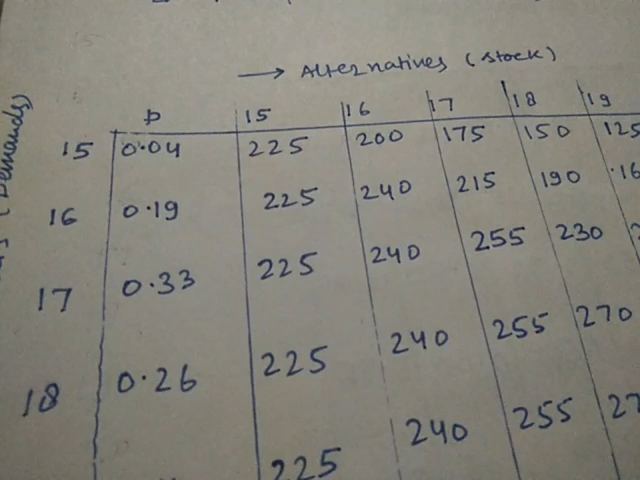 → Alternatives (stock)
(Demands)
p 15 16 17 18 19
15 0.04 225 200 175 150 125
16 0.19 225 240 215 190
17 0.33 225 240 255 230
18 0.26 225 240 255 270
225 240 255